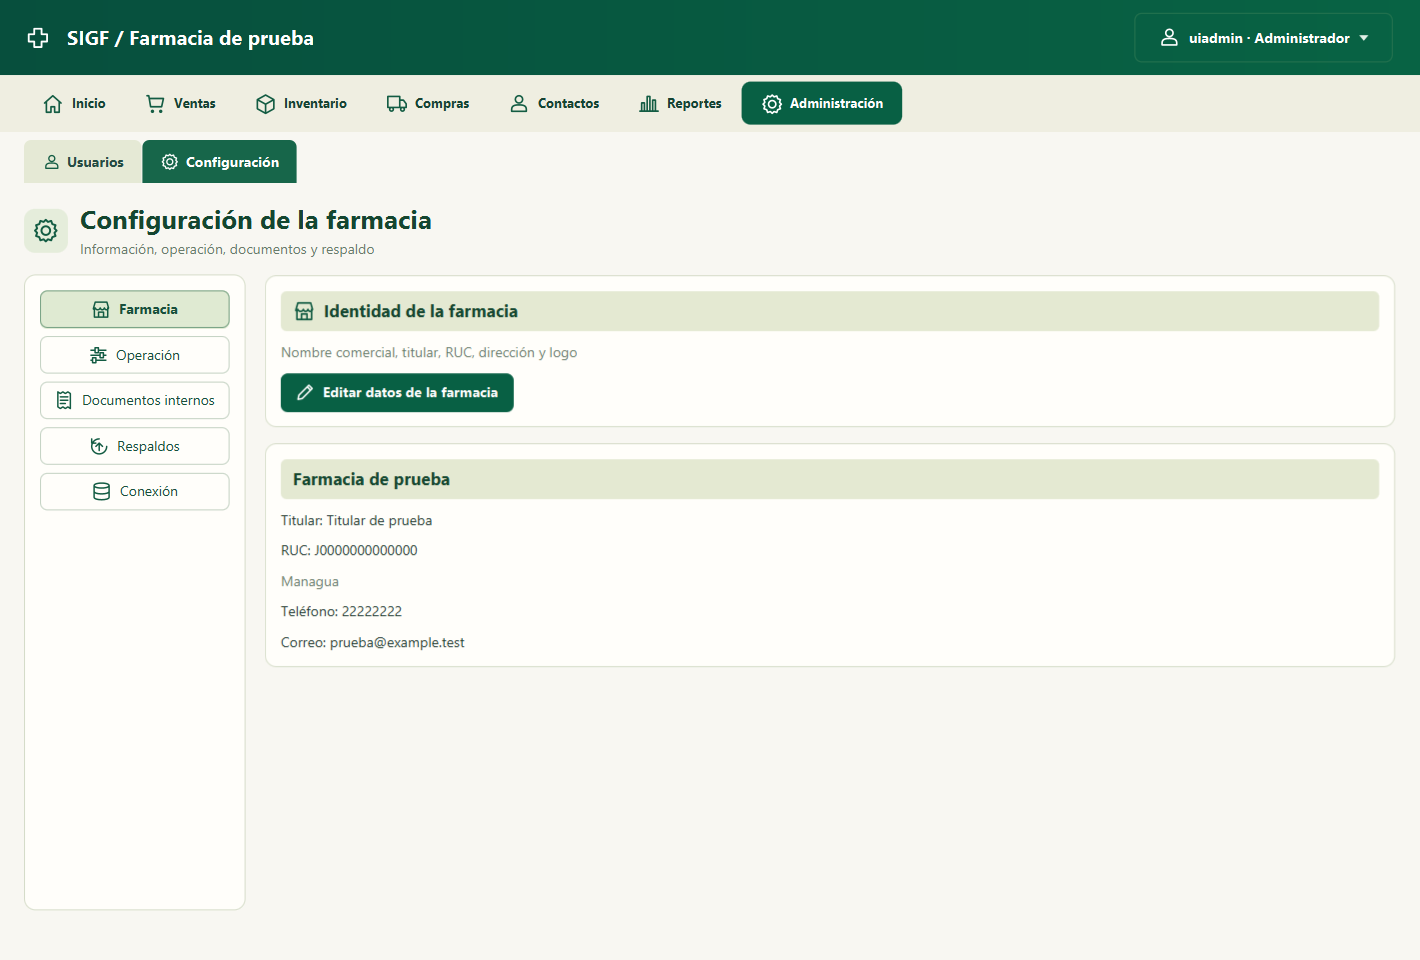 SIGF / Farmacia de prueba
uiadmin · Administrador
Inicio
Ventas
Inventario
Compras
Contactos
Reportes
Administración
Usuarios
Configuración
Configuración de la farmacia
Información, operación, documentos y respaldo
Farmacia
Operación
Documentos internos
Respaldos
Conexión
Identidad de la farmacia
Nombre comercial, titular, RUC, dirección y logo
Editar datos de la farmacia
Farmacia de prueba
Titular: Titular de prueba
RUC: J0000000000000
Managua
Teléfono: 22222222
Correo: prueba@example.test